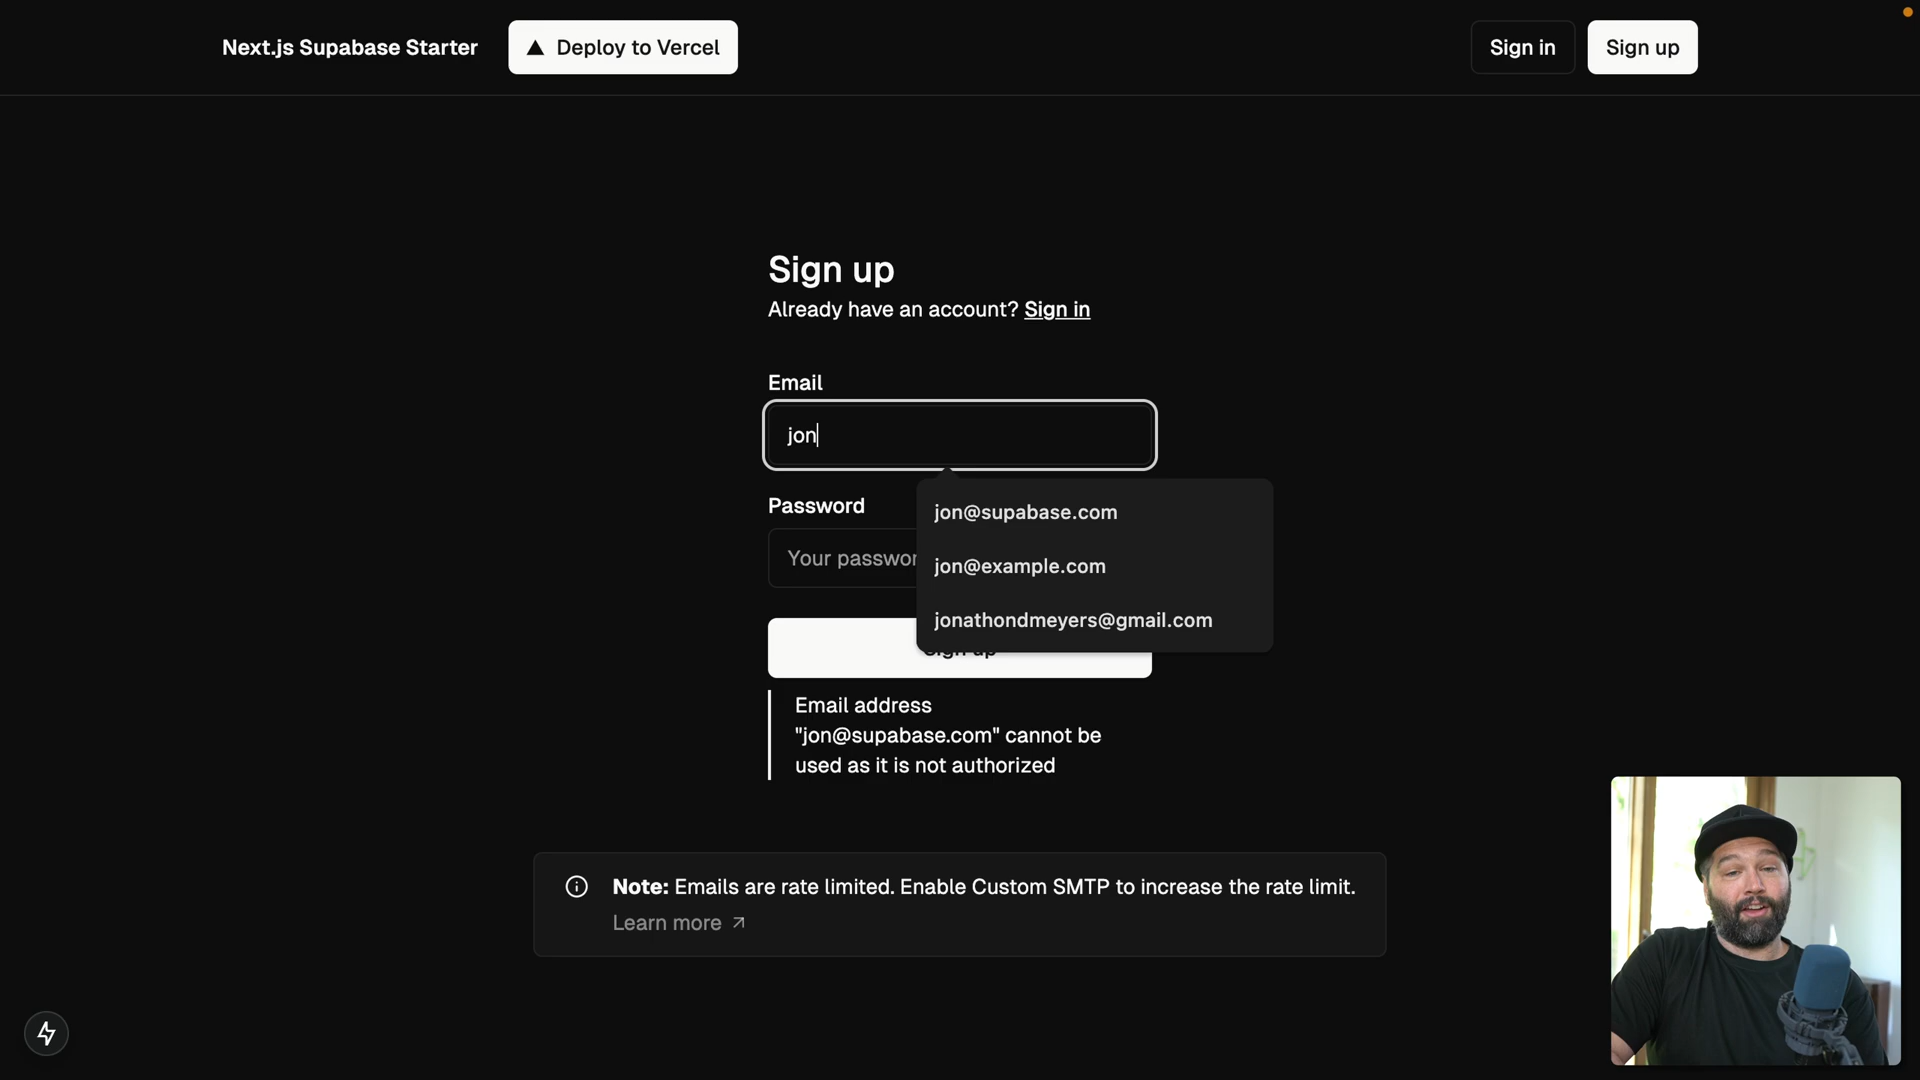 Next.js Supabase Starter
▲ Deploy to Vercel
Sign in
Sign up
Sign up
Already have an account? Sign in
Email
jon
jon@supabase.com
jon@example.com
jonathondmeyers@gmail.com
Password
Your passwor
Sign up
Email address
"jon@supabase.com" cannot be
used as it is not authorized
Note: Emails are rate limited. Enable Custom SMTP to increase the rate limit.
Learn more ↗